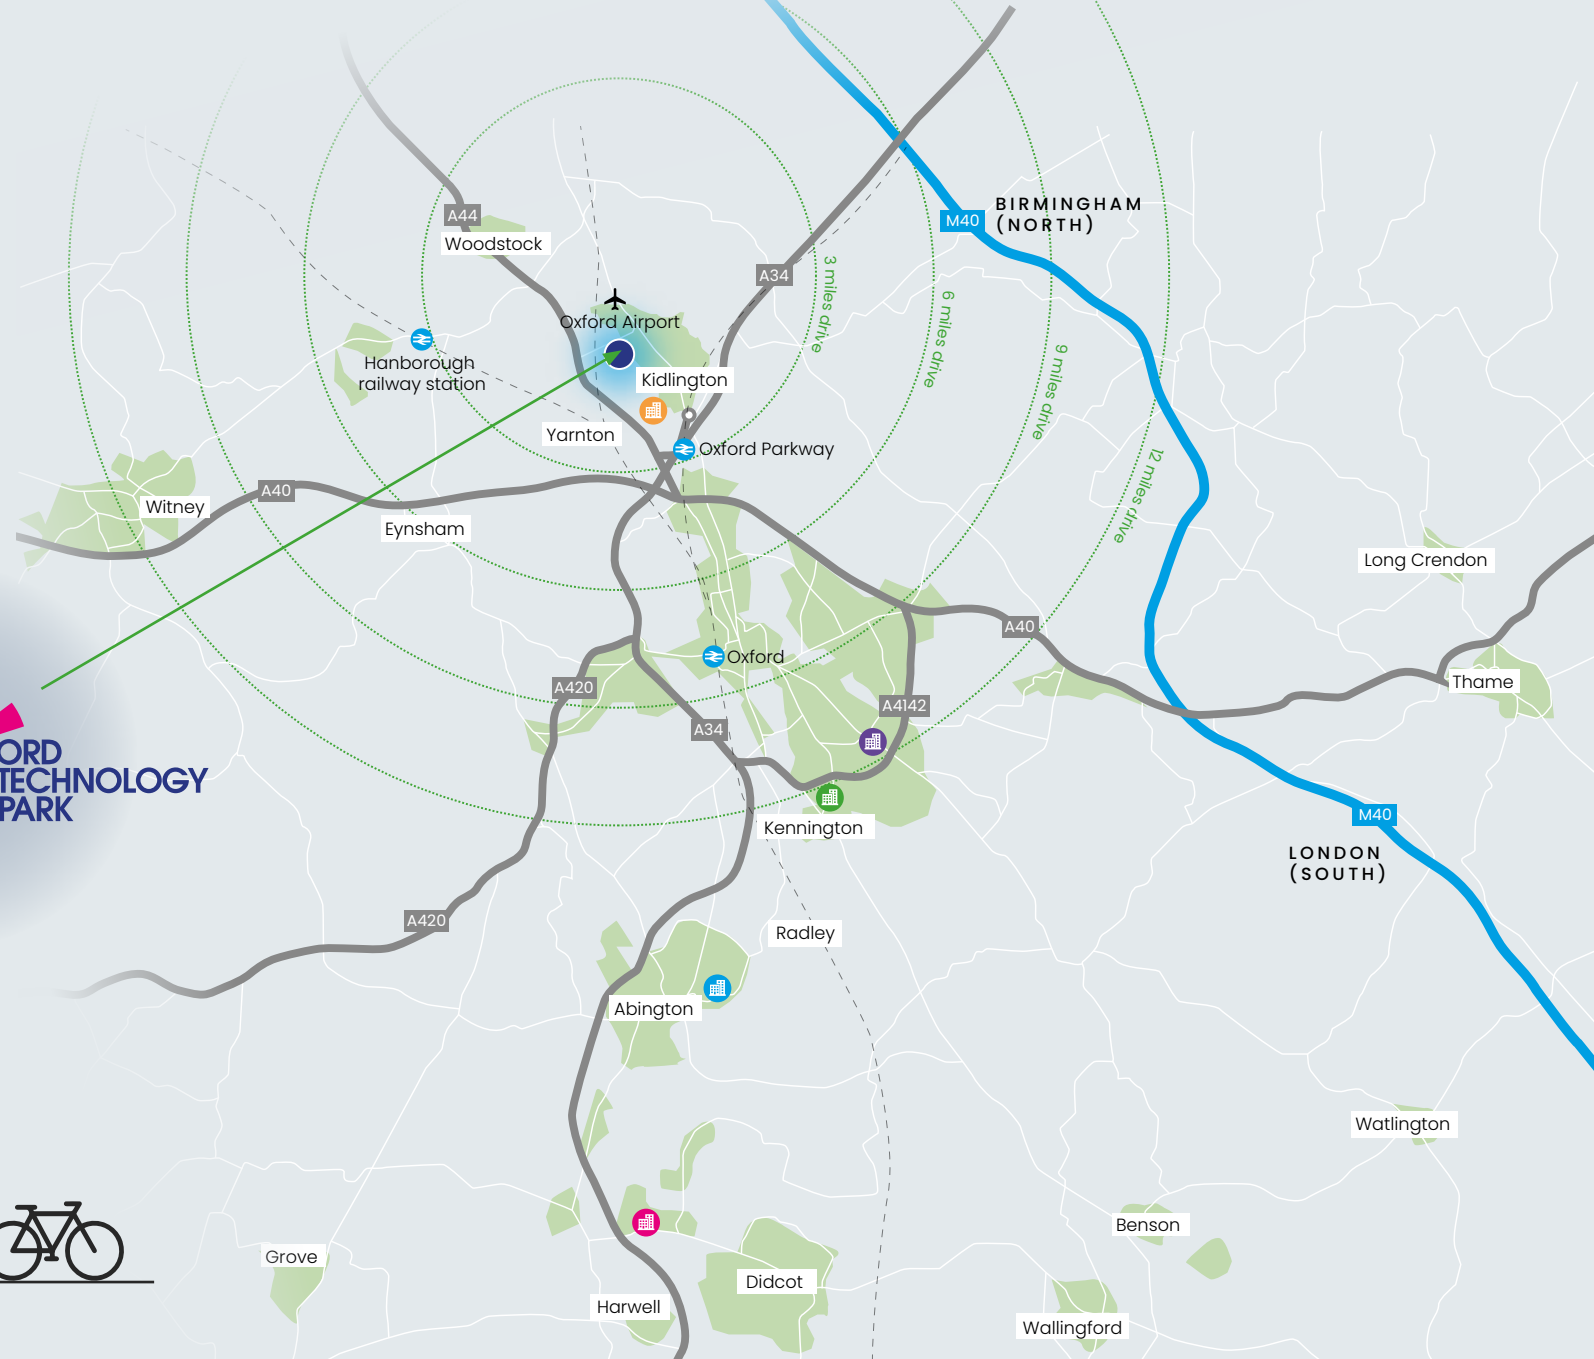 BIRMINGHAM
(NORTH)
M40
A44
Woodstock
A34
3 miles drive
6 miles drive
9 miles drive
12 miles drive
Oxford Airport
Hanborough
railway station
Kidlington
Yarnton
Oxford Parkway
Witney
A40
Eynsham
Long Crendon
A40
Oxford
A420
A4142
A34
Thame
ORD
TECHNOLOGY
PARK
M40
Kennington
LONDON
(SOUTH)
A420
Radley
Abington
Watlington
Benson
Grove
Didcot
Harwell
Wallingford